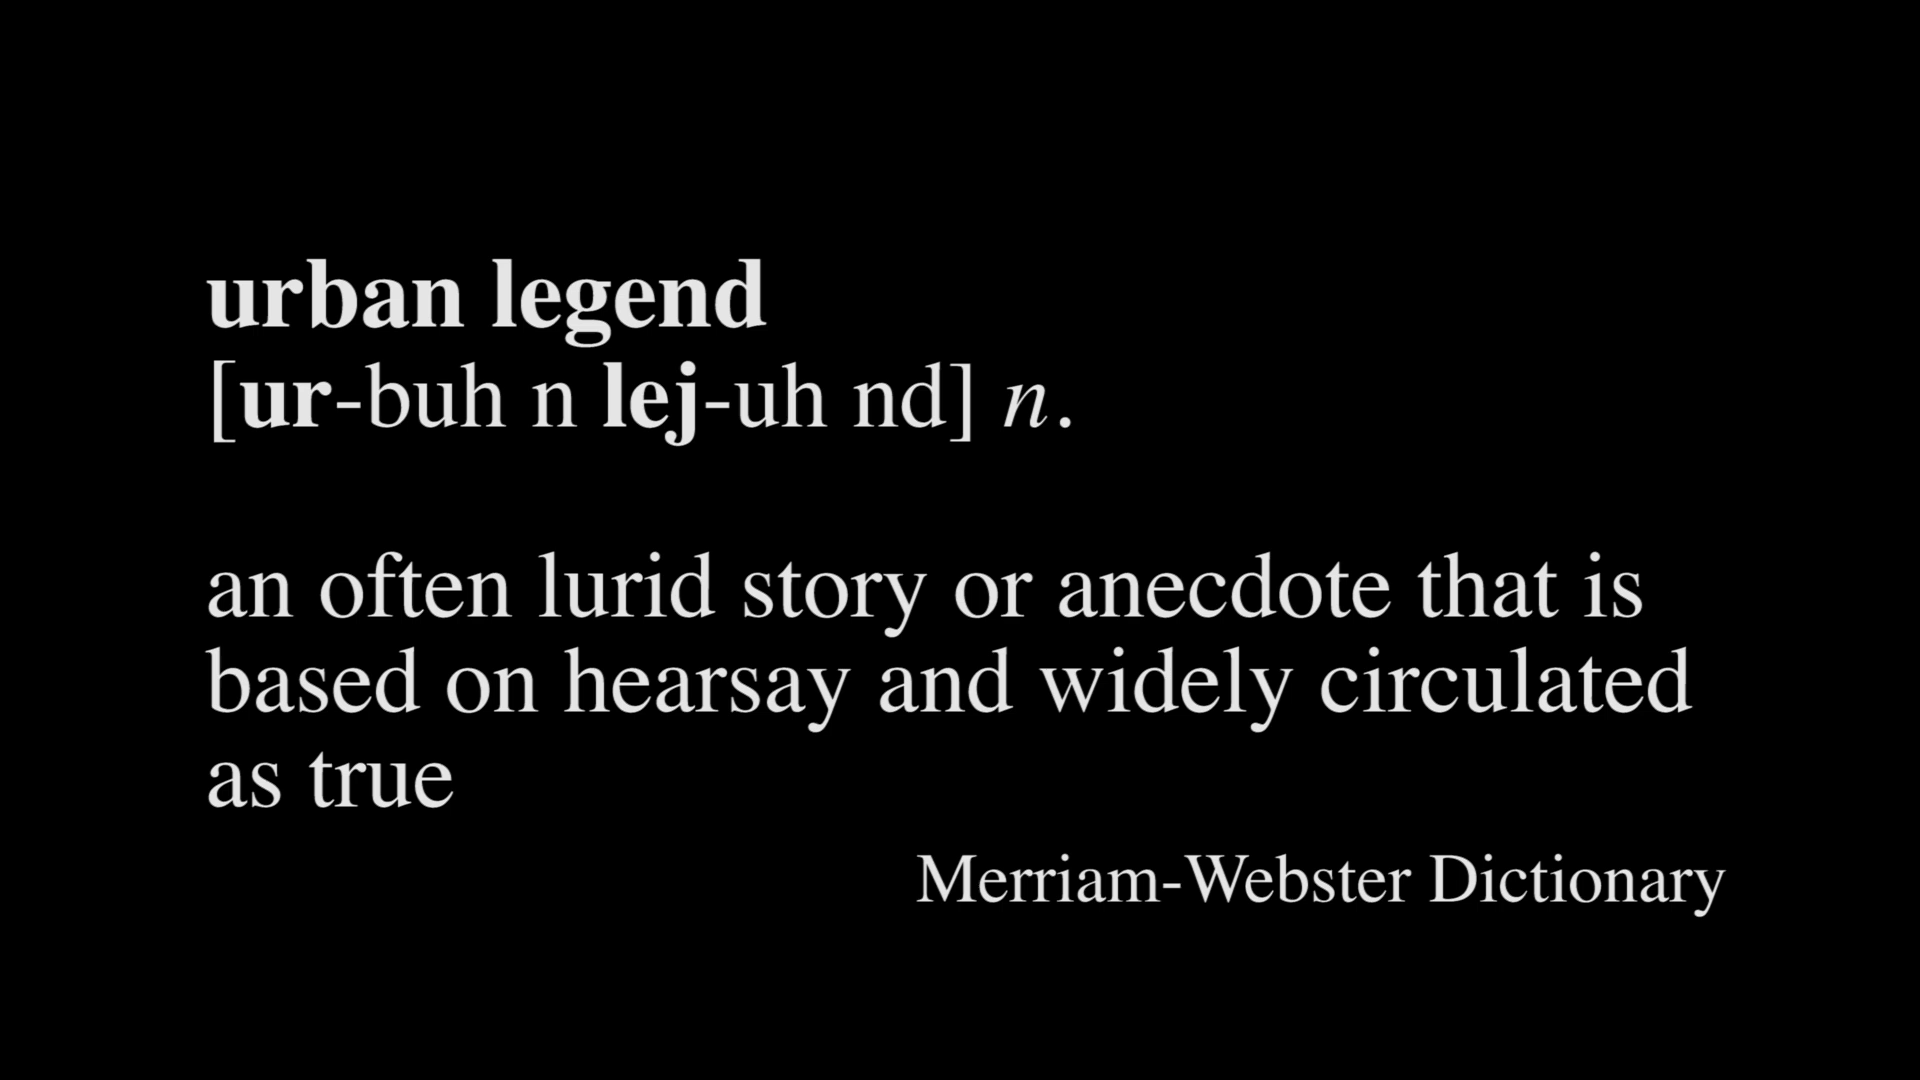 urban legend
[ur-buh n lej-uh nd] n.
an often lurid story or anecdote that is
based on hearsay and widely circulated
as true
Merriam-Webster Dictionary